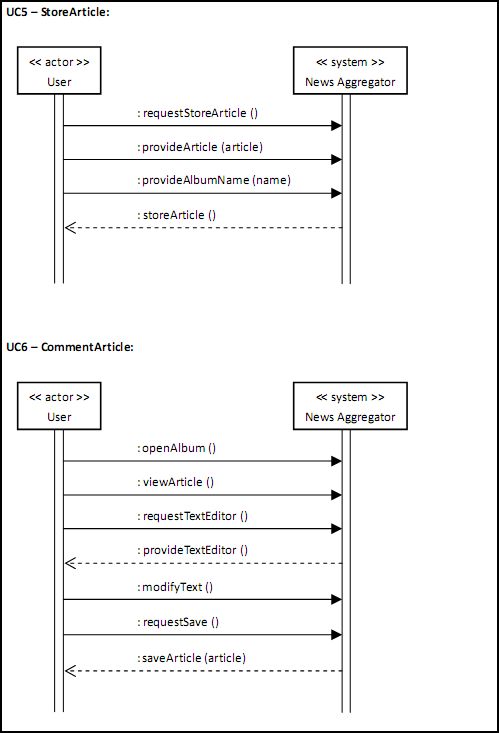 UC5 – StoreArticle:
<< actor >>
User
<< system >>
News Aggregator
: requestStoreArticle ()
: provideArticle (article)
: provideAlbumName (name)
: storeArticle ()
UC6 – CommentArticle:
<< actor >>
User
<< system >>
News Aggregator
: openAlbum ()
: viewArticle ()
: requestTextEditor ()
: provideTextEditor ()
: modifyText ()
: requestSave ()
: saveArticle (article)